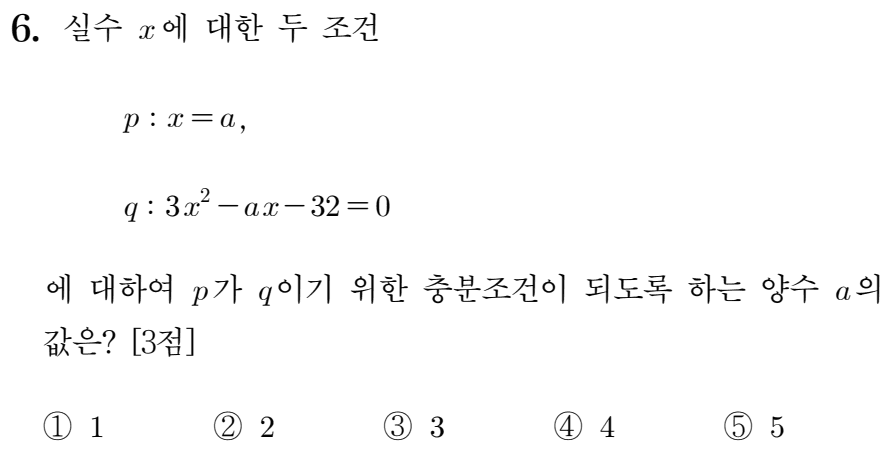 6. 실수 x에 대한 두 조건
p : x = a,
q : 3x² − ax − 32 = 0
에 대하여 p가 q이기 위한 충분조건이 되도록 하는 양수 a의
값은? [3점]
① 1 ② 2 ③ 3 ④ 4 ⑤ 5